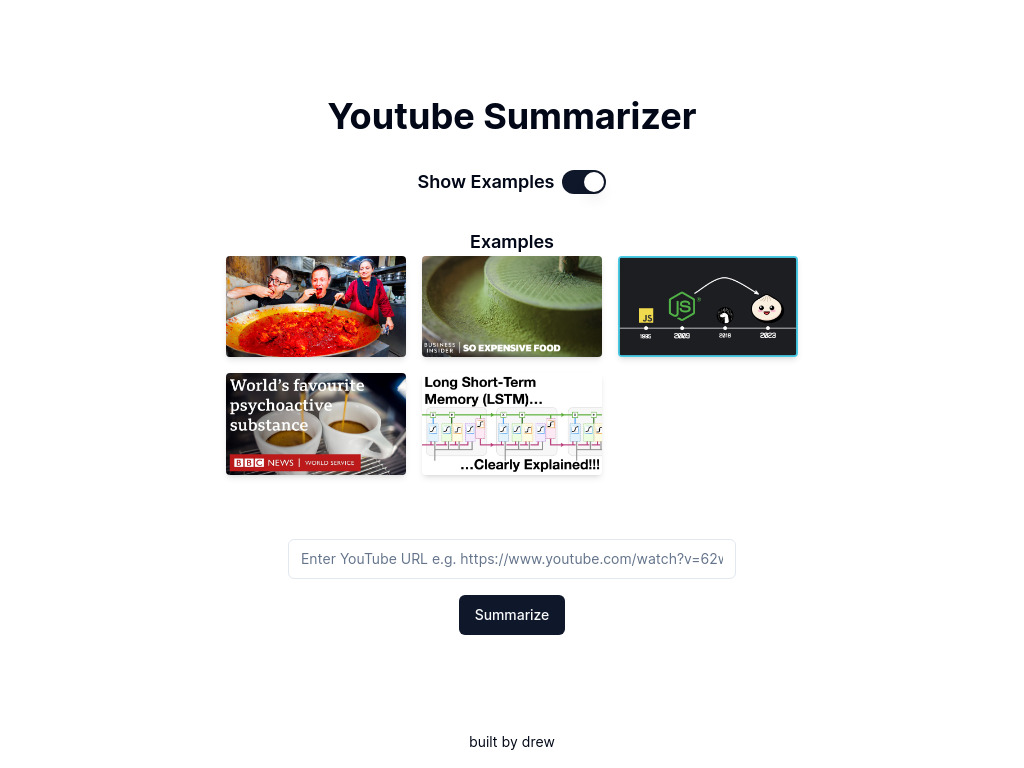 Youtube Summarizer
Show Examples
Examples
BUSINESS
INSIDER
SO EXPENSIVE FOOD
JS
JS
1995
2009
2018
2023
World's favourite
psychoactive
substance
BBC NEWS | WORLD SERVICE
Long Short-Term
Memory (LSTM)...
...Clearly Explained!!!
Enter YouTube URL e.g. https://www.youtube.com/watch?v=62v
Summarize
built by drew